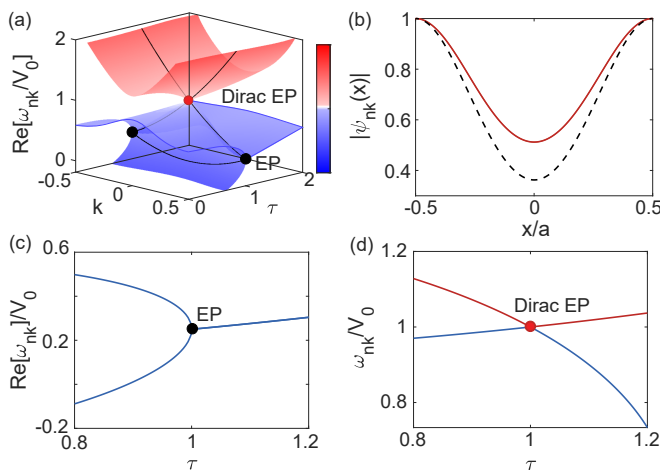 (a)
2
1
0
Re[ω_nk/V_0]
Dirac EP
EP
-0.5
0
0.5
k
0
1
2
τ
(b)
1
0.8
0.6
0.4
|ψ_nk(x)|
-0.5
0
0.5
x/a
(c)
0.6
0.2
-0.2
Re[ω_nk]/V_0
EP
0.8
1
1.2
τ
(d)
1.2
1
0.8
ω_nk/V_0
Dirac EP
0.8
1
1.2
τ